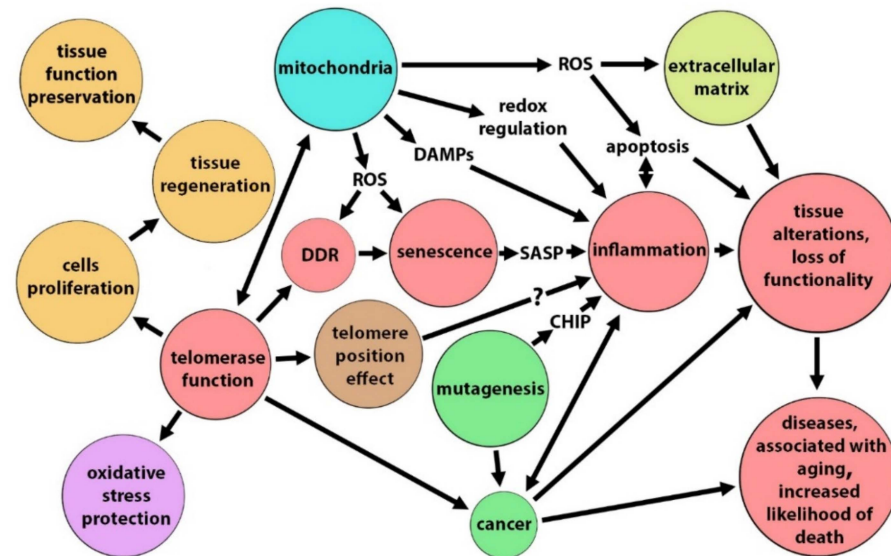 tissue
function
preservation
mitochondria
ROS
extracellular
matrix
redox
regulation
tissue
regeneration
DAMPs
apoptosis
ROS
tissue
alterations,
loss of
functionality
DDR
senescence
SASP
inflammation
cells
proliferation
?
CHIP
telomerase
function
telomere
position
effect
mutagenesis
diseases,
associated with
aging,
increased
likelihood of
death
oxidative
stress
protection
cancer